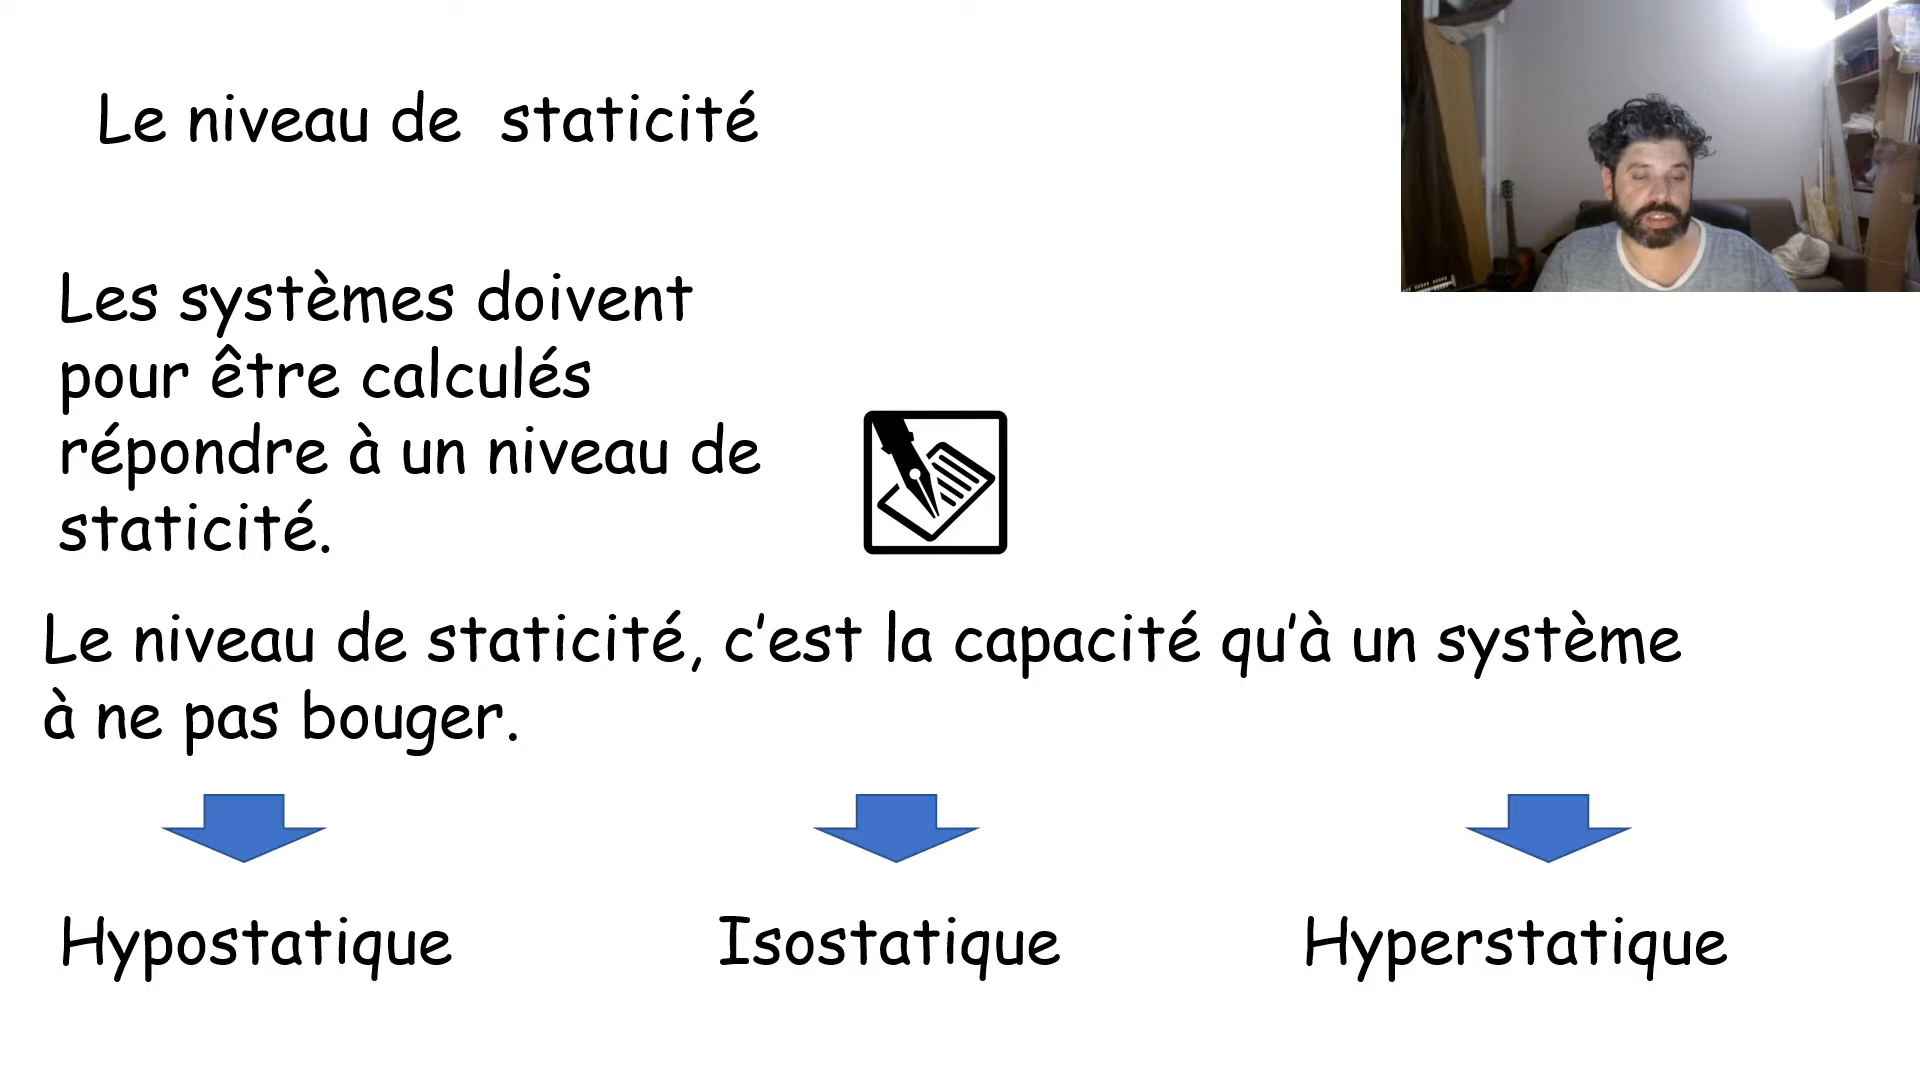 Le niveau de  staticité
Les systèmes doivent
pour être calculés
répondre à un niveau de
staticité.
Le niveau de staticité, c’est la capacité qu’à un système
à ne pas bouger.
Hypostatique
Isostatique
Hyperstatique